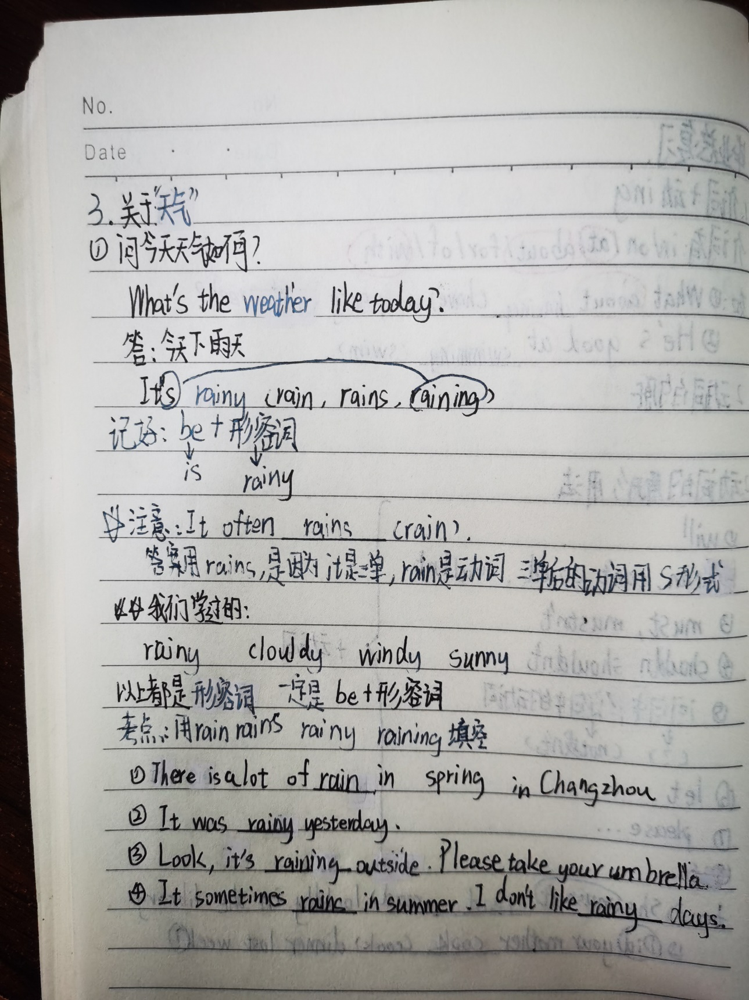 No.
Date
3.关于“天气”
① 问今天天气如何?
What's the weather like today?
答:今天下雨天
It's rainy (rain, rains, raining)
记好: be + 形容词
is rainy
注意:It often rains (rain).
答案用rains,是因为it是三单,rain是动词 三单后的动词用S形式
我们学过的:
rainy cloudy windy sunny
以上都是形容词 一定是 be+形容词
考点:用rain rains rainy raining 填空
① There is a lot of rain in spring in Changzhou
② It was rainy yesterday.
③ Look, it's raining outside. Please take your umbrella.
④ It sometimes rains in summer. I don't like rainy days.